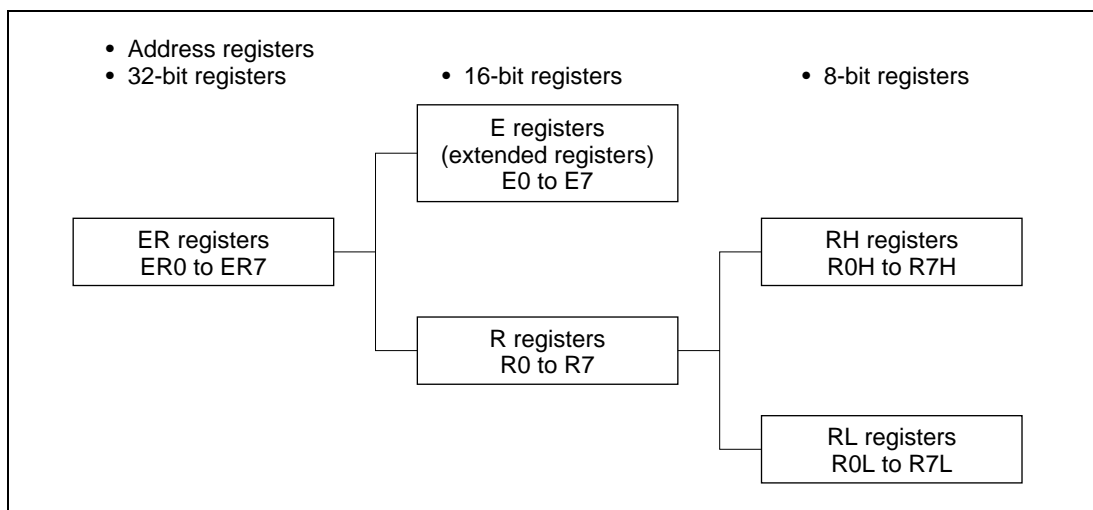 • Address registers
• 32-bit registers
• 16-bit registers
• 8-bit registers
E registers
(extended registers)
E0 to E7
ER registers
ER0 to ER7
RH registers
R0H to R7H
R registers
R0 to R7
RL registers
R0L to R7L